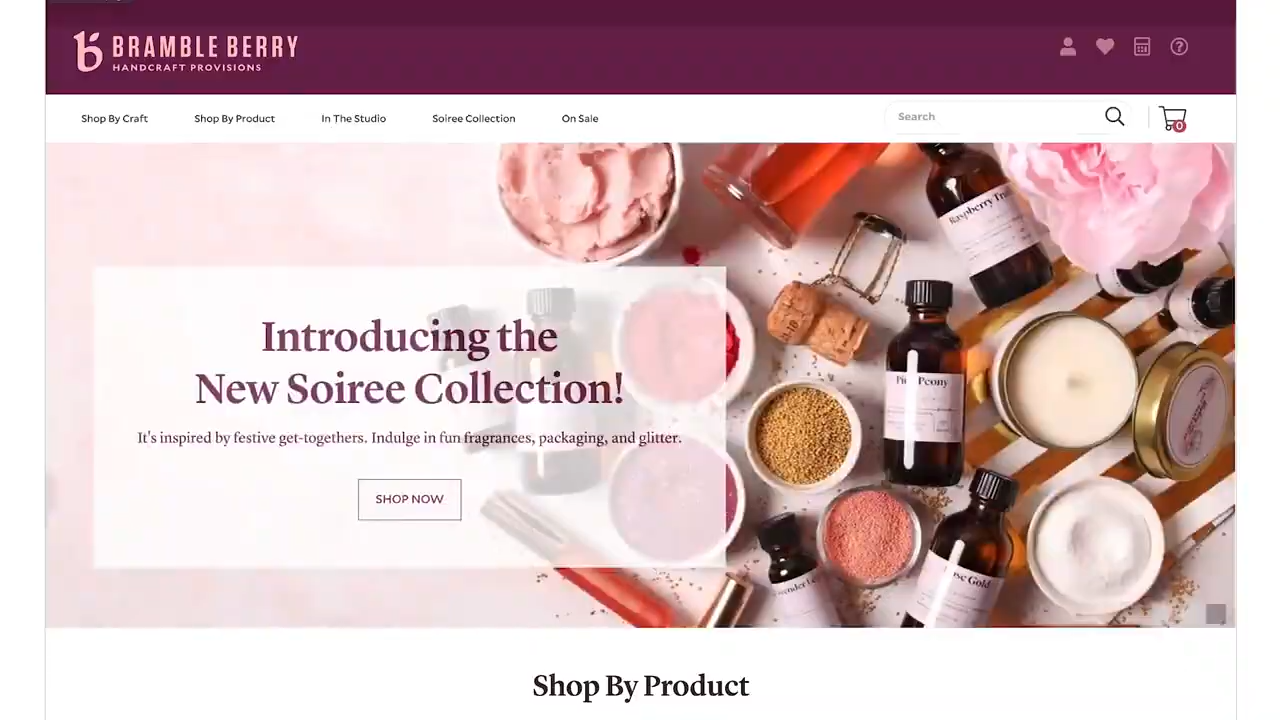 BRAMBLE BERRY
HANDCRAFT PROVISIONS
Shop By Craft
Shop By Product
In The Studio
Soiree Collection
On Sale
Search
0
Introducing the
New Soiree Collection!
It's inspired by festive get-togethers. Indulge in fun fragrances, packaging, and glitter.
SHOP NOW
Raspberry
Peony
Gold
Shop By Product